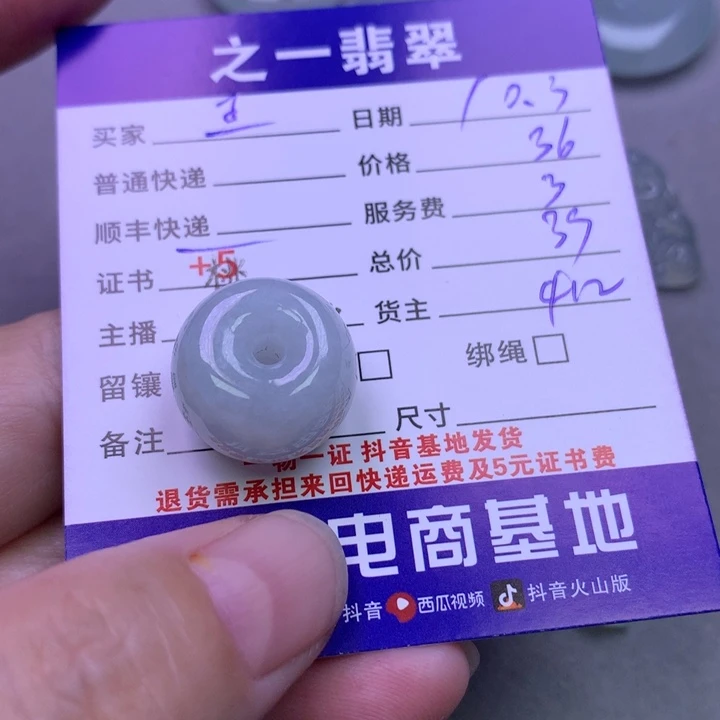 之一翡翠
买家 王 日期 10.3
普通快递 价格 36
顺丰快递 服务费 3
证书 +5 总价 39
主播 货主 412
留镶 绑绳
备注 尺寸
一物一证 抖音基地发货
退货需承担来回快递运费及5元证书费
电商基地
抖音 西瓜视频 抖音火山版